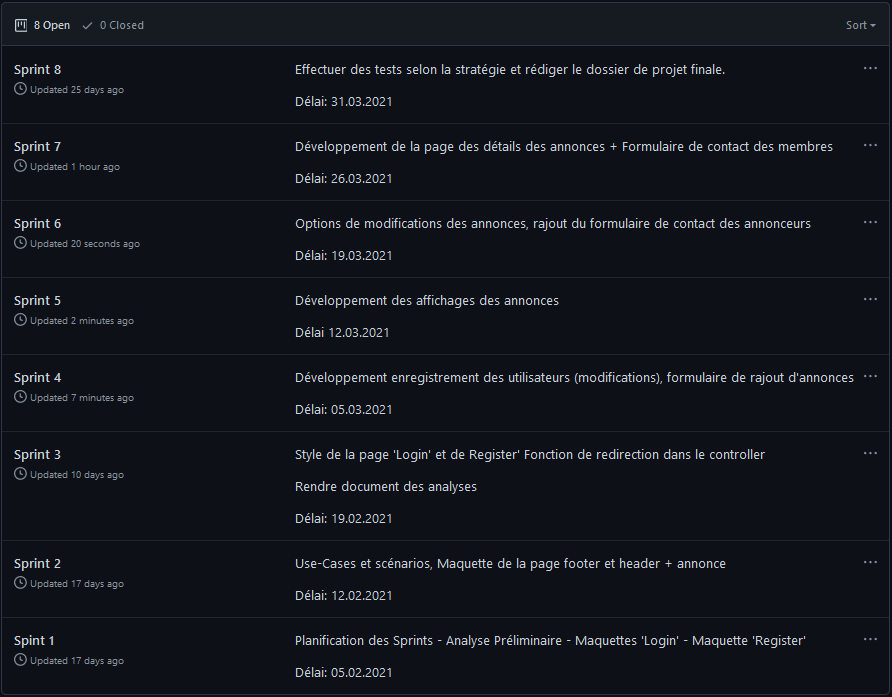 8 Open 0 Closed Sort
Sprint 8 Effectuer des tests selon la stratégie et rédiger le dossier de projet finale.
Updated 25 days ago
Délai: 31.03.2021
Sprint 7 Développement de la page des détails des annonces + Formulaire de contact des membres
Updated 1 hour ago
Délai: 26.03.2021
Sprint 6 Options de modifications des annonces, rajout du formulaire de contact des annonceurs
Updated 20 seconds ago
Délai: 19.03.2021
Sprint 5 Développement des affichages des annonces
Updated 2 minutes ago
Délai 12.03.2021
Sprint 4 Développement enregistrement des utilisateurs (modifications), formulaire de rajout d'annonces
Updated 7 minutes ago
Délai: 05.03.2021
Sprint 3 Style de la page 'Login' et de Register' Fonction de redirection dans le controller
Updated 10 days ago
Rendre document des analyses
Délai: 19.02.2021
Sprint 2 Use-Cases et scénarios, Maquette de la page footer et header + annonce
Updated 17 days ago
Délai: 12.02.2021
Spint 1 Planification des Sprints - Analyse Préliminaire - Maquettes 'Login' - Maquette 'Register'
Updated 17 days ago
Délai: 05.02.2021